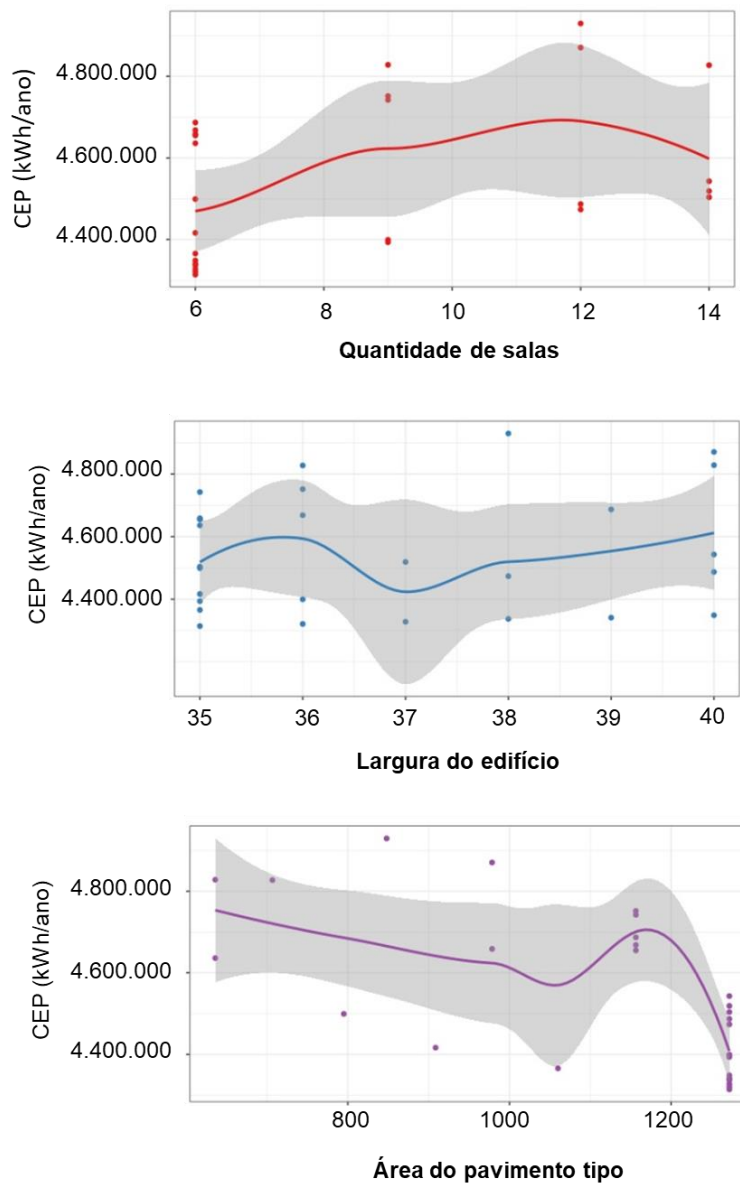 CEP (kWh/ano)
4.800.000
4.600.000
4.400.000
6 8 10 12 14
Quantidade de salas
CEP (kWh/ano)
4.800.000
4.600.000
4.400.000
35 36 37 38 39 40
Largura do edifício
CEP (kWh/ano)
4.800.000
4.600.000
4.400.000
800 1000 1200
Área do pavimento tipo